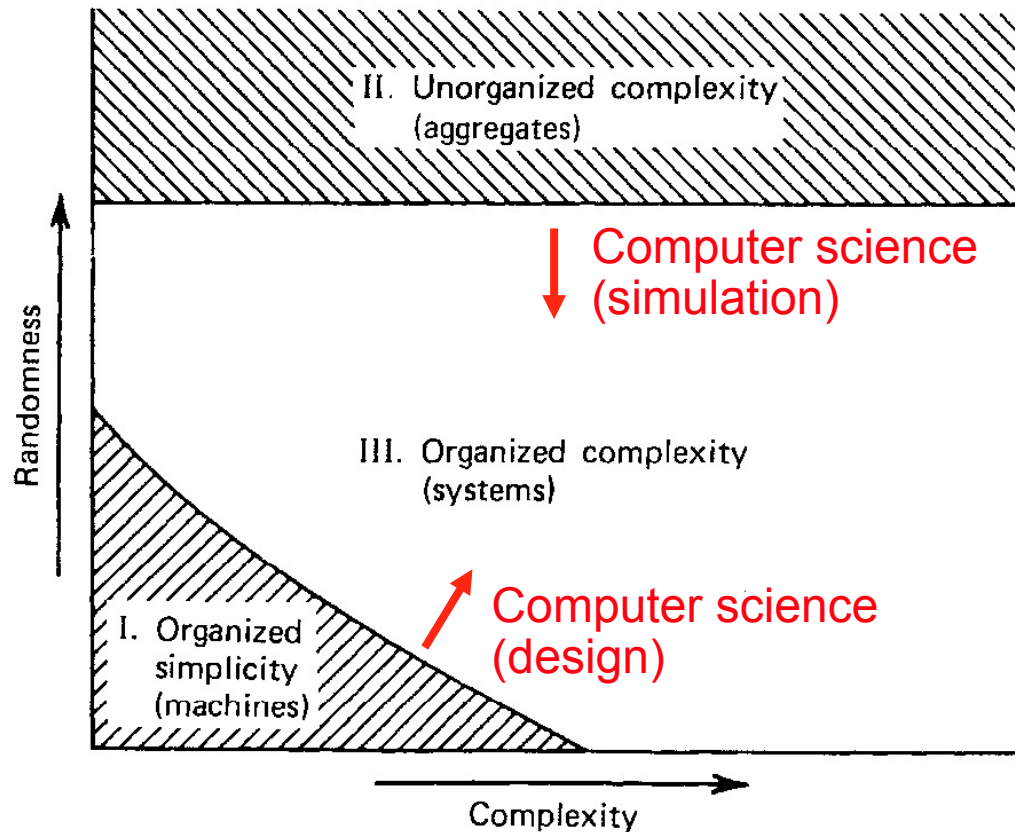 II. Unorganized complexity
(aggregates)
Computer science
(simulation)
Randomness
III. Organized complexity
(systems)
Computer science
(design)
I. Organized
simplicity
(machines)
Complexity